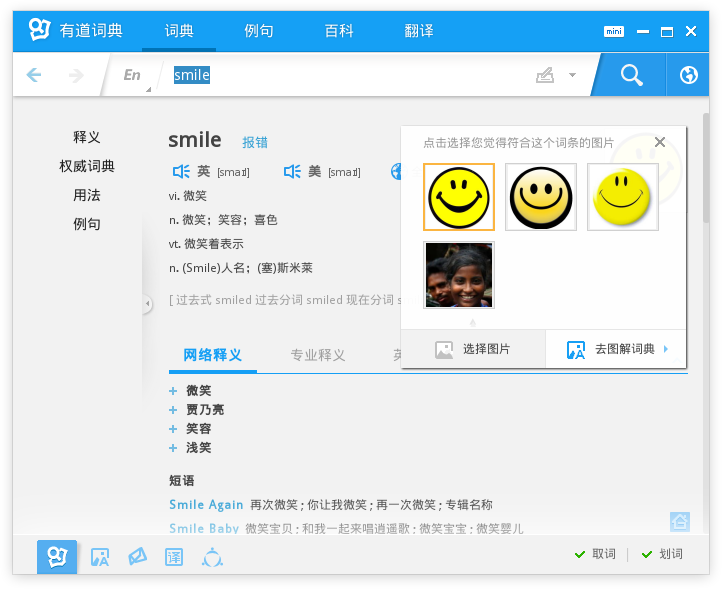 有道词典 词典 例句 百科 翻译 mini
En smile
释义
权威词典
用法
例句
smile 报错
英 [smaɪl] 美 [smaɪl]
vi. 微笑
n. 微笑；笑容；喜色
vt. 微笑着表示
n. (Smile)人名；(塞)斯米莱
[ 过去式 smiled 过去分词 smiled 现在分词
点击选择您觉得符合这个词条的图片
选择图片 去图解词典
网络释义 专业释义 英
微笑
贾乃亮
笑容
浅笑
短语
Smile Again 再次微笑 ; 你让我微笑 ; 再一次微笑 ; 专辑名称
Smile Baby 微笑宝贝 ; 和我一起来唱逍遥歌 ; 微笑宝宝 ; 微笑婴儿
译 取词 划词